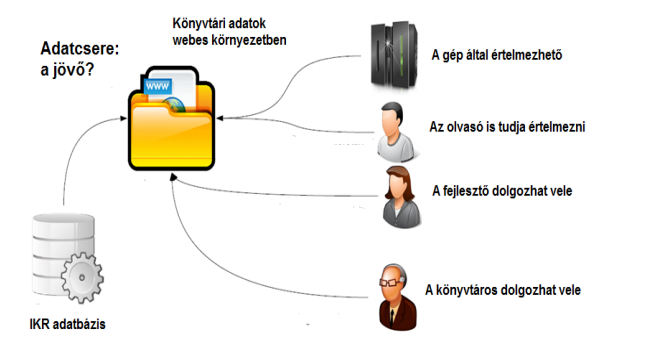 Könyvtári adatok
webes környezetben
Adatcsere:
a jövő?
WWW
A gép által értelmezhető
Az olvasó is tudja értelmezni
A fejlesztő dolgozhat vele
A könyvtáros dolgozhat vele
IKR adatbázis